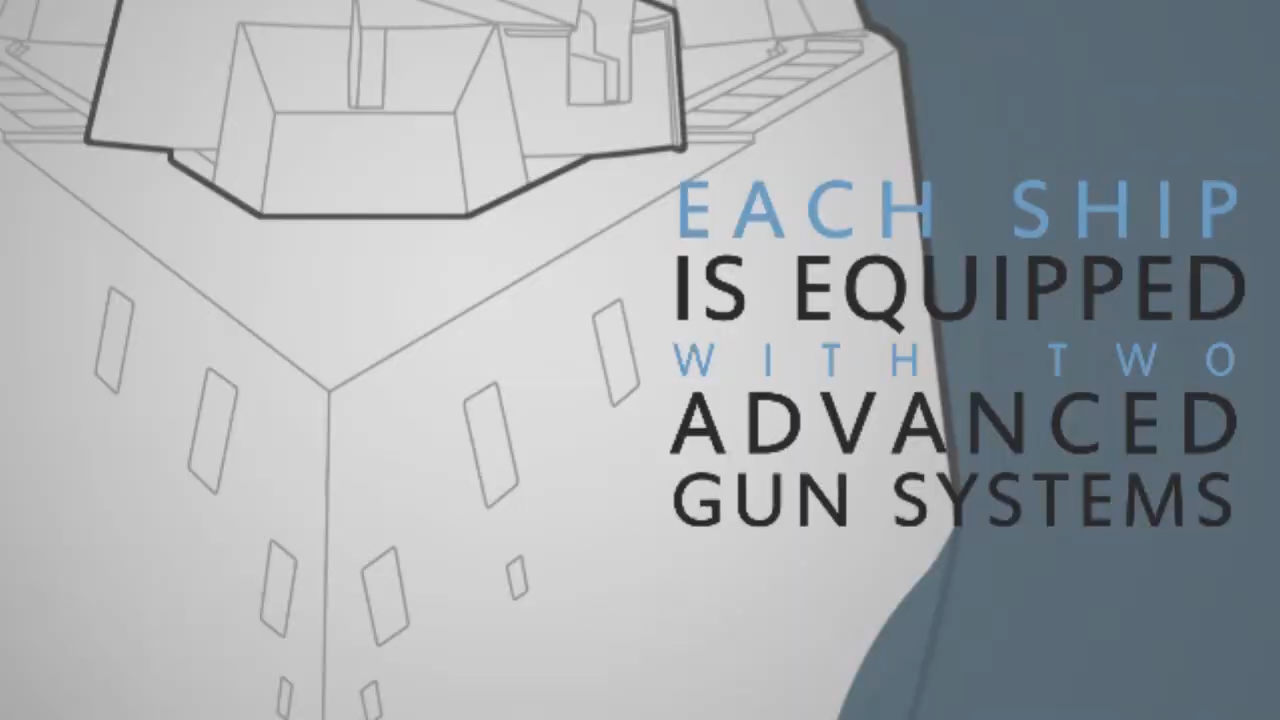 EACH SHIP
IS EQUIPPED
WITH TWO
ADVANCED
GUN SYSTEMS